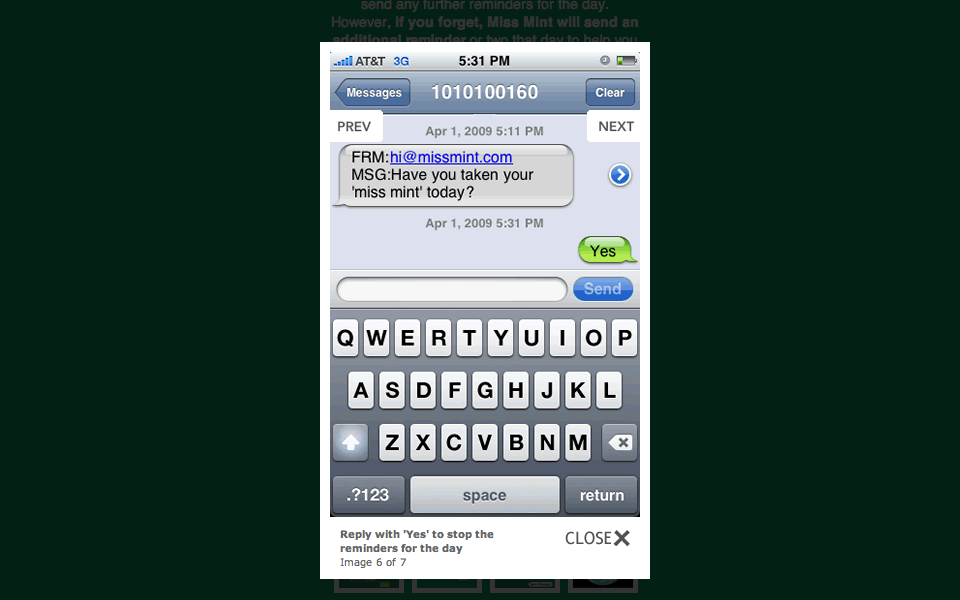 send any further reminders for the day.
However, if you forget, Miss Mint will send an
additional reminder or two that day to help you
AT&T 3G 5:31 PM
Messages 1010100160 Clear
PREV NEXT
Apr 1, 2009 5:11 PM
FRM:hi@missmint.com
MSG:Have you taken your
'miss mint' today?
Apr 1, 2009 5:31 PM
Yes
Send
Q W E R T Y U I O P
A S D F G H J K L
Z X C V B N M
.?123 space return
Reply with 'Yes' to stop the
reminders for the day
Image 6 of 7
CLOSE